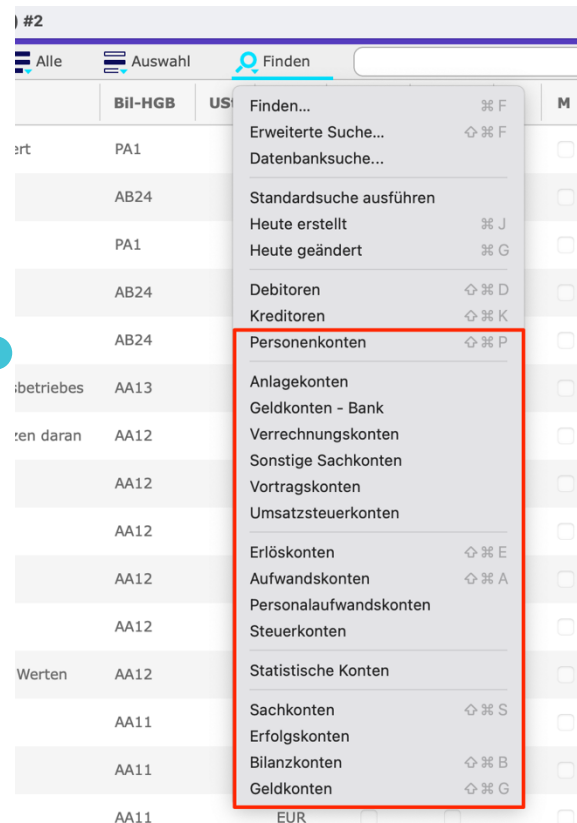 ) #2
Alle Auswahl Finden
Bil-HGB USt M
Finden... ⌘ F
ert PA1 Erweiterte Suche... ⇧ ⌘ F
Datenbanksuche...
AB24 Standardsuche ausführen
Heute erstellt ⌘ J
PA1 Heute geändert ⌘ G
AB24 Debitoren ⇧ ⌘ D
Kreditoren ⇧ ⌘ K
AB24 Personenkonten ⇧ ⌘ P
sbetriebes AA13 Anlagekonten
Geldkonten - Bank
zen daran AA12 Verrechnungskonten
Sonstige Sachkonten
AA12 Vortragskonten
Umsatzsteuerkonten
AA12
Erlöskonten ⇧ ⌘ E
AA12 Aufwandskonten ⇧ ⌘ A
Personalaufwandskonten
AA12 Steuerkonten
Werten AA12 Statistische Konten
AA11 Sachkonten ⇧ ⌘ S
Erfolgskonten
AA11 Bilanzkonten ⇧ ⌘ B
Geldkonten ⇧ ⌘ G
AA11 EUR